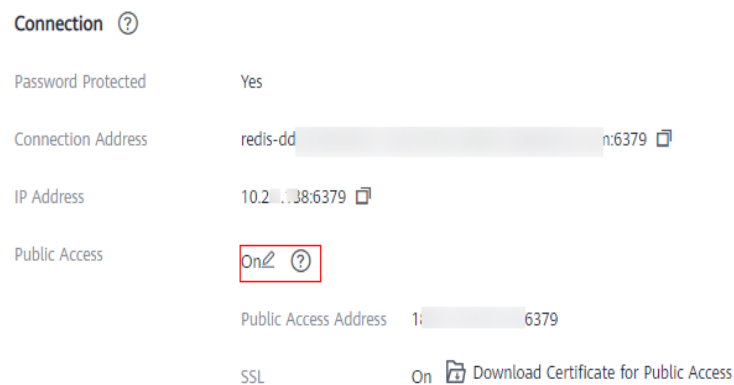 Connection ?
Password Protected Yes
Connection Address redis-dd n:6379
IP Address 10.2 . 38:6379
Public Access On ?
Public Access Address 18 6379
SSL On Download Certificate for Public Access